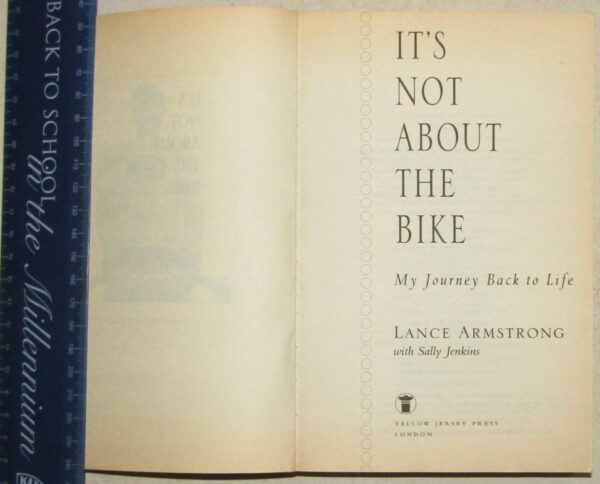 BACK TO SCHOOL
in the Millennium
IT'S
NOT
ABOUT
THE
BIKE
My Journey Back to Life
LANCE ARMSTRONG
with Sally Jenkins
YELLOW JERSEY PRESS
LONDON